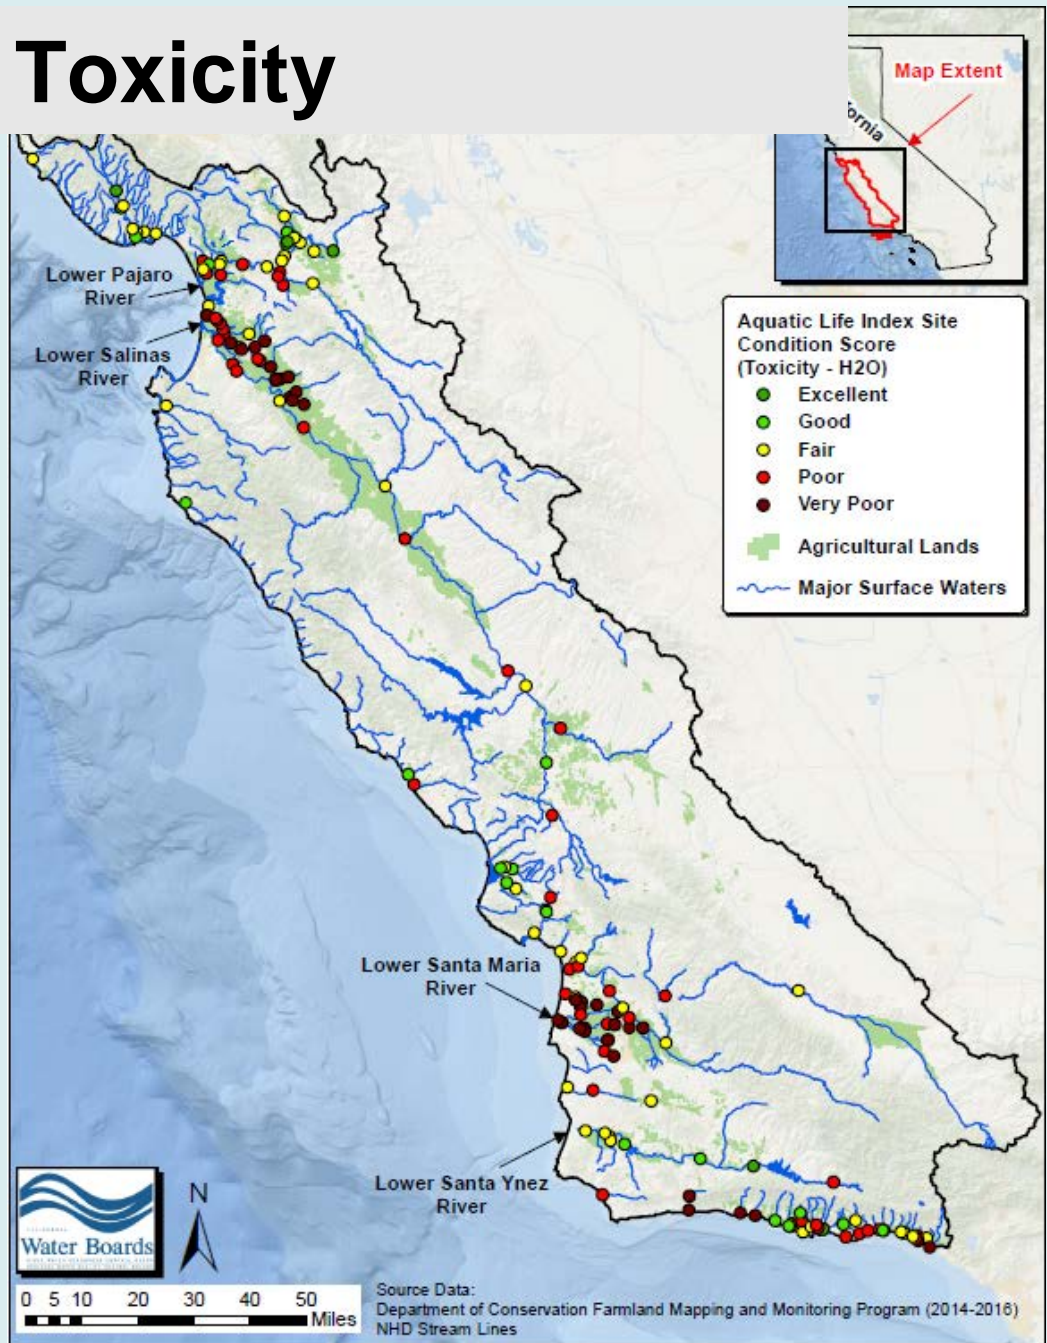 Toxicity
Map Extent
ornia
Lower Pajaro
River
Lower Salinas
River
Aquatic Life Index Site
Condition Score
(Toxicity - H2O)
Excellent
Good
Fair
Poor
Very Poor
Agricultural Lands
Major Surface Waters
Lower Santa Maria
River
Lower Santa Ynez
River
Water Boards
N
0 5 10 20 30 40 50
Miles
Source Data:
Department of Conservation Farmland Mapping and Monitoring Program (2014-2016)
NHD Stream Lines